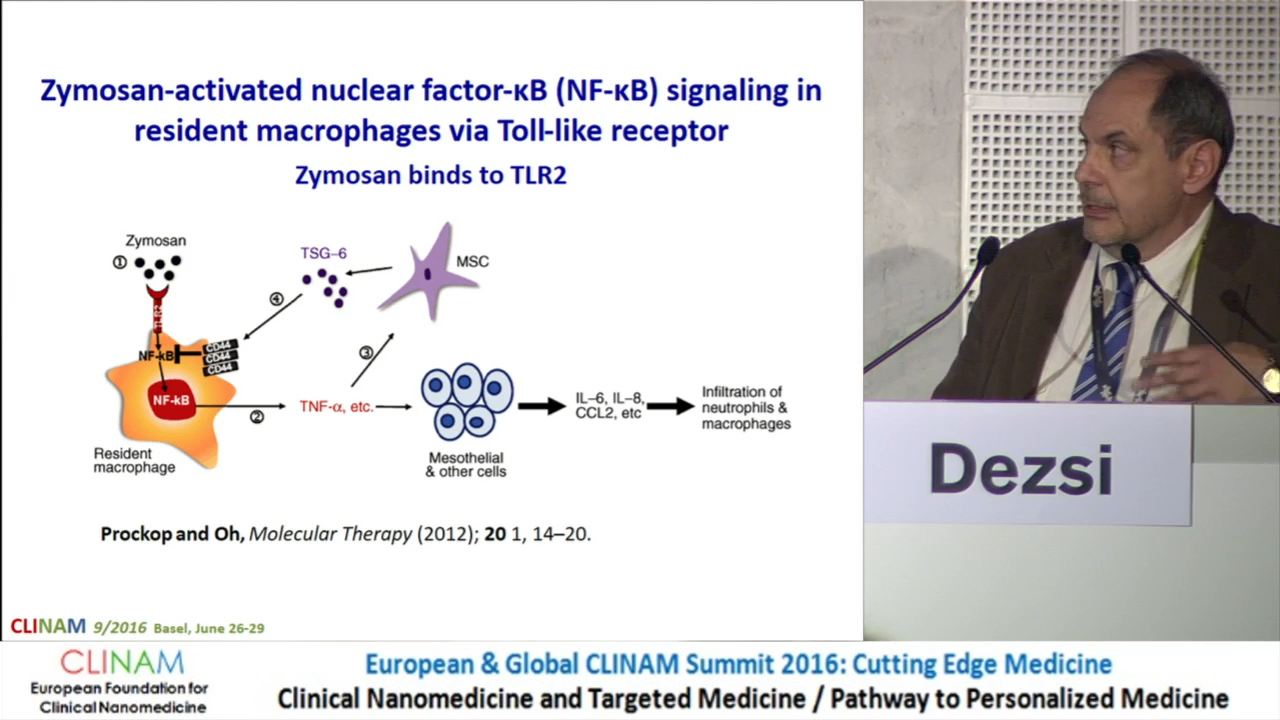 Zymosan-activated nuclear factor-κB (NF-κB) signaling in
resident macrophages via Toll-like receptor
Zymosan binds to TLR2
Zymosan
①
TSG–6
MSC
④
NF-kB
CD44
CD44
CD44
③
NF-kB
②
TNF-α, etc.
IL–6, IL–8,
CCL2, etc
Infiltration of
neutrophils &
macrophages
Resident
macrophage
Mesothelial
& other cells
Prockop and Oh, Molecular Therapy (2012); 20 1, 14–20.
CLINAM 9/2016 Basel, June 26-29
Dezsi
CLINAM
European Foundation for
Clinical Nanomedicine
European & Global CLINAM Summit 2016: Cutting Edge Medicine
Clinical Nanomedicine and Targeted Medicine / Pathway to Personalized Medicine